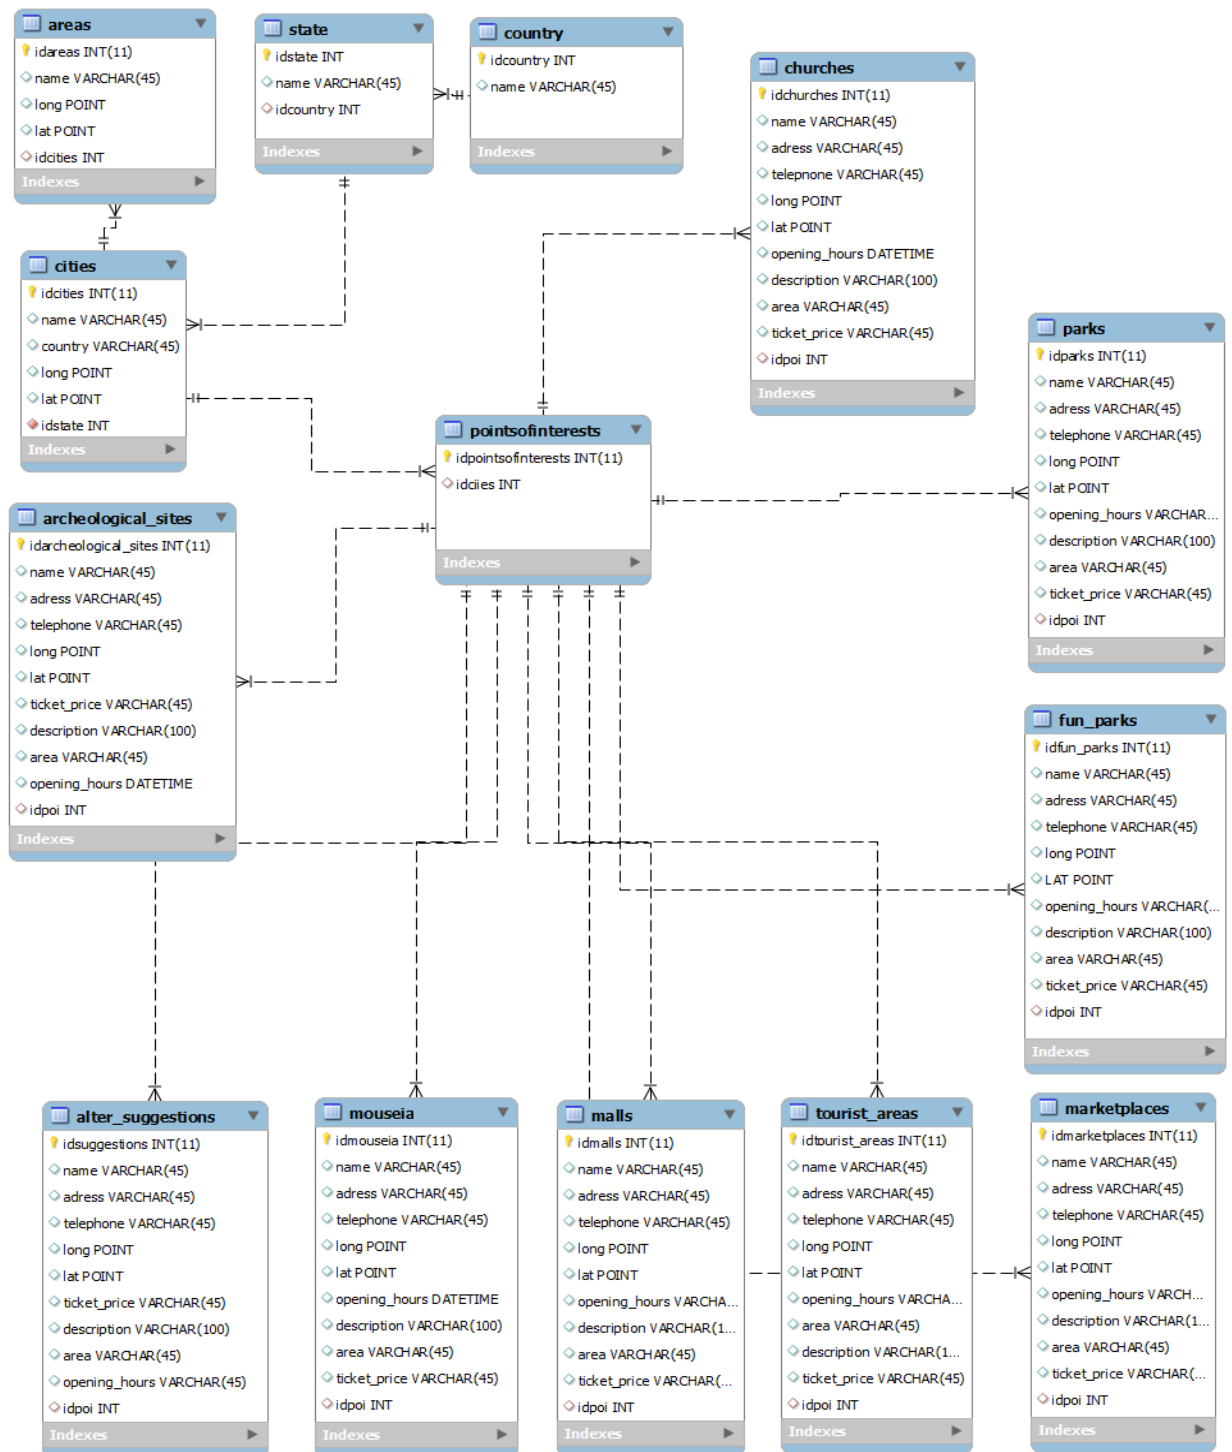 areas
idareas INT(11)
name VARCHAR(45)
long POINT
lat POINT
idcities INT
Indexes
state
idstate INT
name VARCHAR(45)
idcountry INT
Indexes
country
idcountry INT
name VARCHAR(45)
Indexes
churches
idchurches INT(11)
name VARCHAR(45)
adress VARCHAR(45)
telepnone VARCHAR(45)
long POINT
lat POINT
opening_hours DATETIME
description VARCHAR(100)
area VARCHAR(45)
ticket_price VARCHAR(45)
idpoi INT
Indexes
cities
idcities INT(11)
name VARCHAR(45)
country VARCHAR(45)
long POINT
lat POINT
idstate INT
Indexes
parks
idparks INT(11)
name VARCHAR(45)
adress VARCHAR(45)
telephone VARCHAR(45)
long POINT
lat POINT
opening_hours VARCHAR...
description VARCHAR(100)
area VARCHAR(45)
ticket_price VARCHAR(45)
idpoi INT
Indexes
pointsofinterests
idpointsofinterests INT(11)
idciies INT
Indexes
archeological_sites
idarcheological_sites INT(11)
name VARCHAR(45)
adress VARCHAR(45)
telephone VARCHAR(45)
long POINT
lat POINT
ticket_price VARCHAR(45)
description VARCHAR(100)
area VARCHAR(45)
opening_hours DATETIME
idpoi INT
Indexes
fun_parks
idfun_parks INT(11)
name VARCHAR(45)
adress VARCHAR(45)
telephone VARCHAR(45)
long POINT
LAT POINT
opening_hours VARCHAR(...
description VARCHAR(100)
area VARCHAR(45)
ticket_price VARCHAR(45)
idpoi INT
Indexes
alter_suggestions
idsuggestions INT(11)
name VARCHAR(45)
adress VARCHAR(45)
telephone VARCHAR(45)
long POINT
lat POINT
ticket_price VARCHAR(45)
description VARCHAR(100)
area VARCHAR(45)
opening_hours VARCHAR(45)
idpoi INT
Indexes
mouseia
idmouseia INT(11)
name VARCHAR(45)
adress VARCHAR(45)
telephone VARCHAR(45)
long POINT
lat POINT
opening_hours DATETIME
description VARCHAR(100)
area VARCHAR(45)
ticket_price VARCHAR(45)
idpoi INT
Indexes
malls
idmalls INT(11)
name VARCHAR(45)
adress VARCHAR(45)
telephone VARCHAR(45)
long POINT
lat POINT
opening_hours VARCHA...
description VARCHAR(1...
area VARCHAR(45)
ticket_price VARCHAR(...
idpoi INT
Indexes
tourist_areas
idtourist_areas INT(11)
name VARCHAR(45)
adress VARCHAR(45)
telephone VARCHAR(45)
long POINT
lat POINT
opening_hours VARCHA...
area VARCHAR(45)
description VARCHAR(1...
ticket_price VARCHAR(45)
idpoi INT
Indexes
marketplaces
idmarketplaces INT(11)
name VARCHAR(45)
adress VARCHAR(45)
telephone VARCHAR(45)
long POINT
lat POINT
opening_hours VARCH...
description VARCHAR(1...
area VARCHAR(45)
ticket_price VARCHAR(...
idpoi INT
Indexes